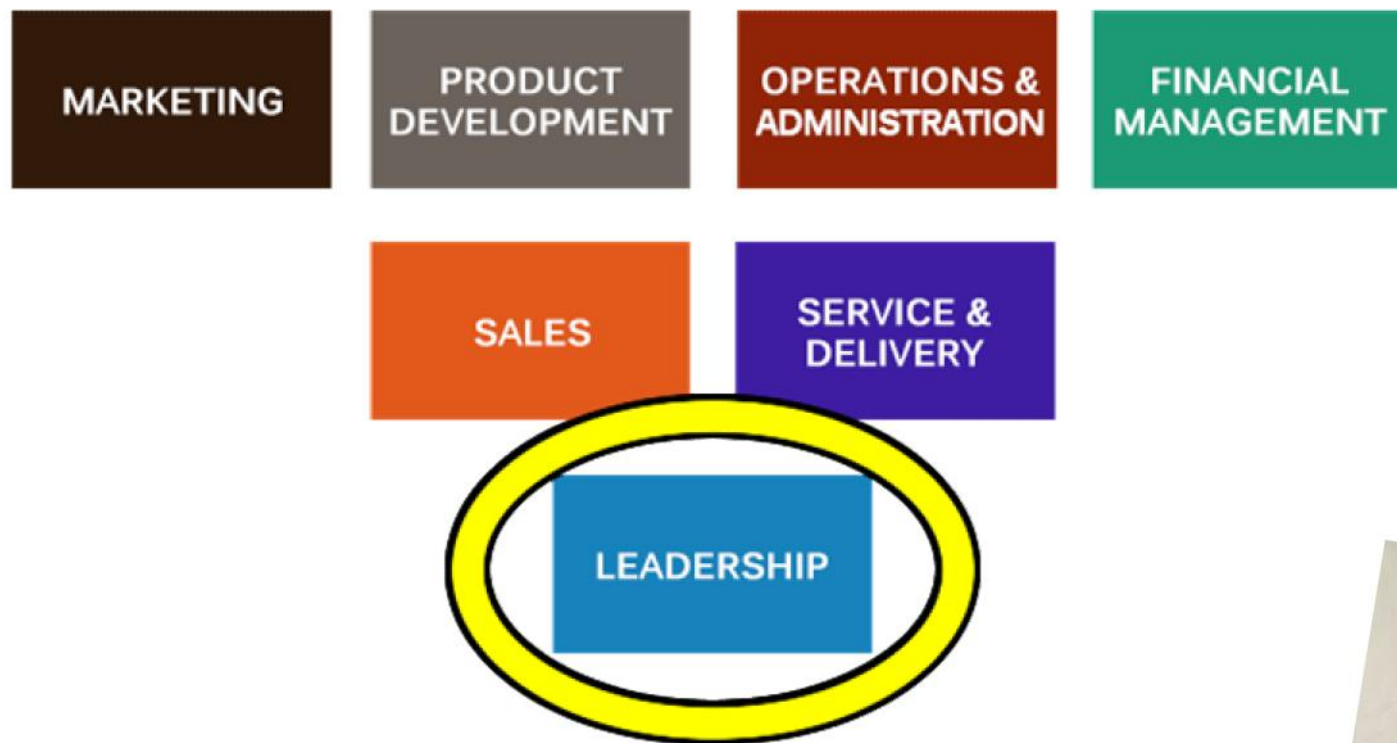 MARKETING
PRODUCT
DEVELOPMENT
OPERATIONS &
ADMINISTRATION
FINANCIAL
MANAGEMENT
SALES
SERVICE &
DELIVERY
LEADERSHIP